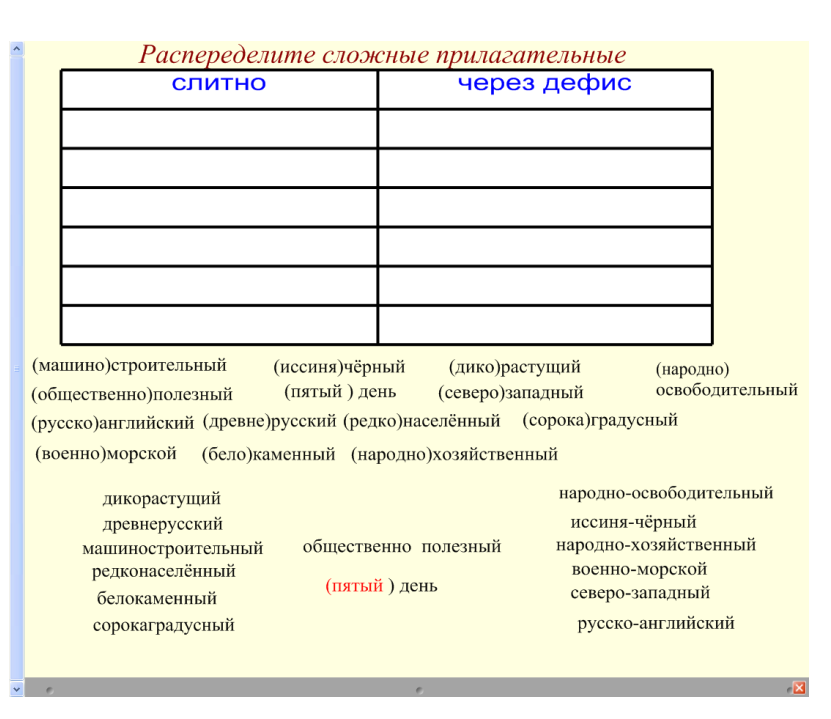 Распеределите сложные прилагательные
слитно через дефис
(машино)строительный (иссиня)чёрный (дико)растущий (народно)
освободительный
(общественно)полезный (пятый ) день (северо)западный
(русско)английский (древне)русский (редко)населённый (сорока)градусный
(военно)морской (бело)каменный (народно)хозяйственный
дикорастущий народно-освободительный
древнерусский иссиня-чёрный
машиностроительный общественно полезный народно-хозяйственный
редконаселённый военно-морской
(пятый ) день северо-западный
белокаменный
сорокаградусный русско-английский